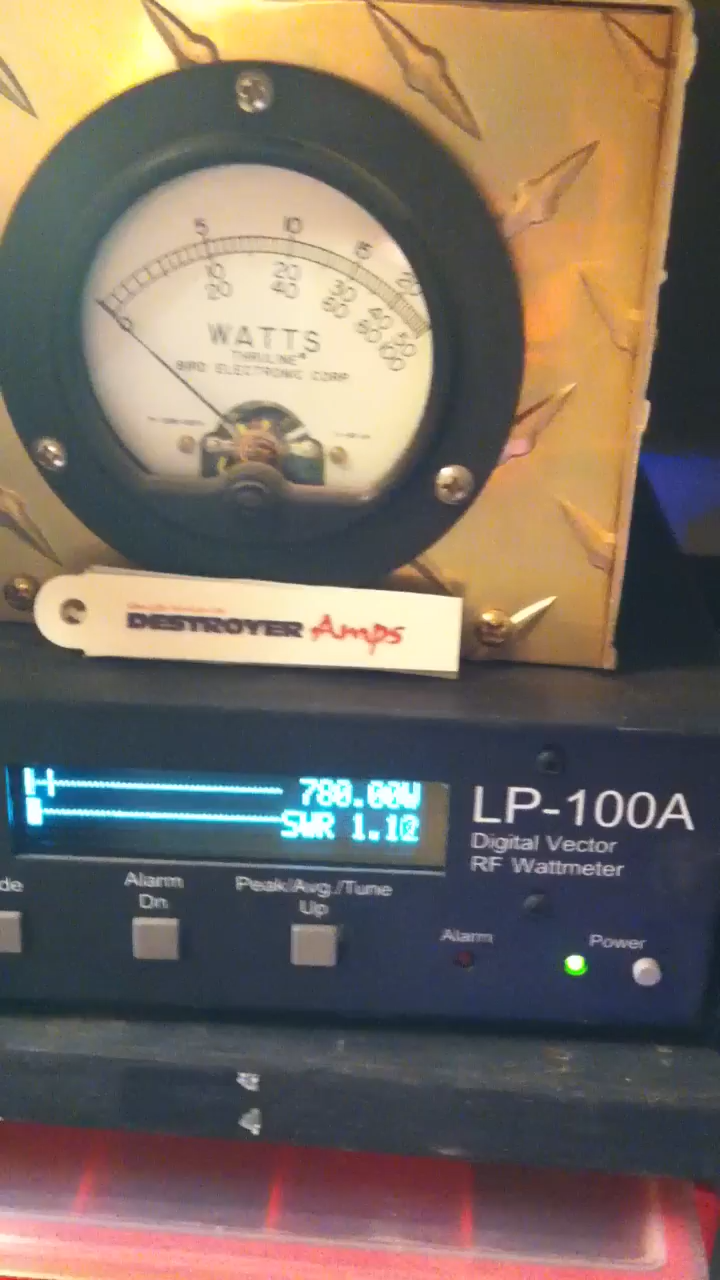 5 10 15 20
10 20 30 40 50
0 20 40 60 80 100
WATTS
THRULINE®
BIRD ELECTRONIC CORP
DESTROYER Amps
780.00W
SWR 1.12
LP-100A
Digital Vector
RF Wattmeter
de
Alarm
Dn
Peak/Avg./Tune
Up
Alarm
Power